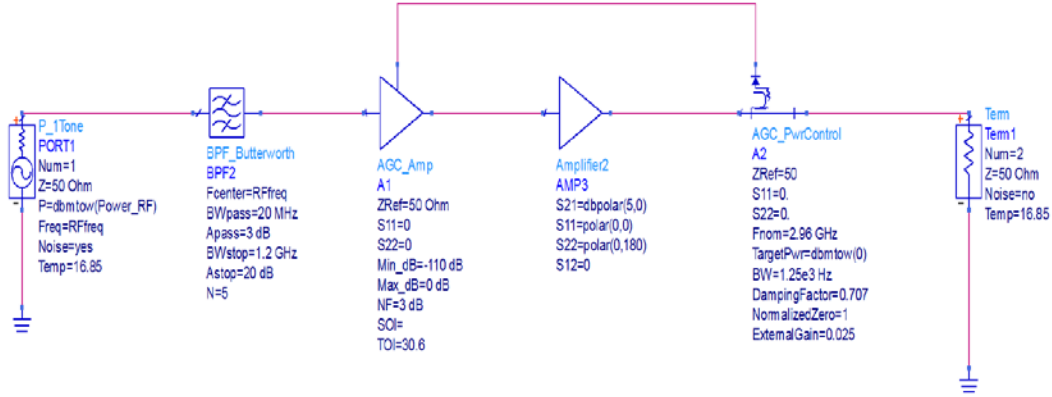 P_1Tone
PORT1
Num=1
Z=50 Ohm
P=dbmtow(Power_RF)
Freq=RFfreq
Noise=yes
Temp=16.85
BPF_Butterworth
BPF2
Fcenter=RFfreq
BWpass=20 MHz
Apass=3 dB
BWstop=1.2 GHz
Astop=20 dB
N=5
AGC_Amp
A1
ZRef=50 Ohm
S11=0
S22=0
Min_dB=-110 dB
Max_dB=0 dB
NF=3 dB
SOI=
TOI=30.6
Amplifier2
AMP3
S21=dbpolar(5,0)
S11=polar(0,0)
S22=polar(0,180)
S12=0
AGC_PwrControl
A2
ZRef=50
S11=0.
S22=0.
Fnom=2.96 GHz
TargetPwr=dbmtow(0)
BW=1.25e3 Hz
DampingFactor=0.707
NormalizedZero=1
ExternalGain=0.025
Term
Term1
Num=2
Z=50 Ohm
Noise=no
Temp=16.85